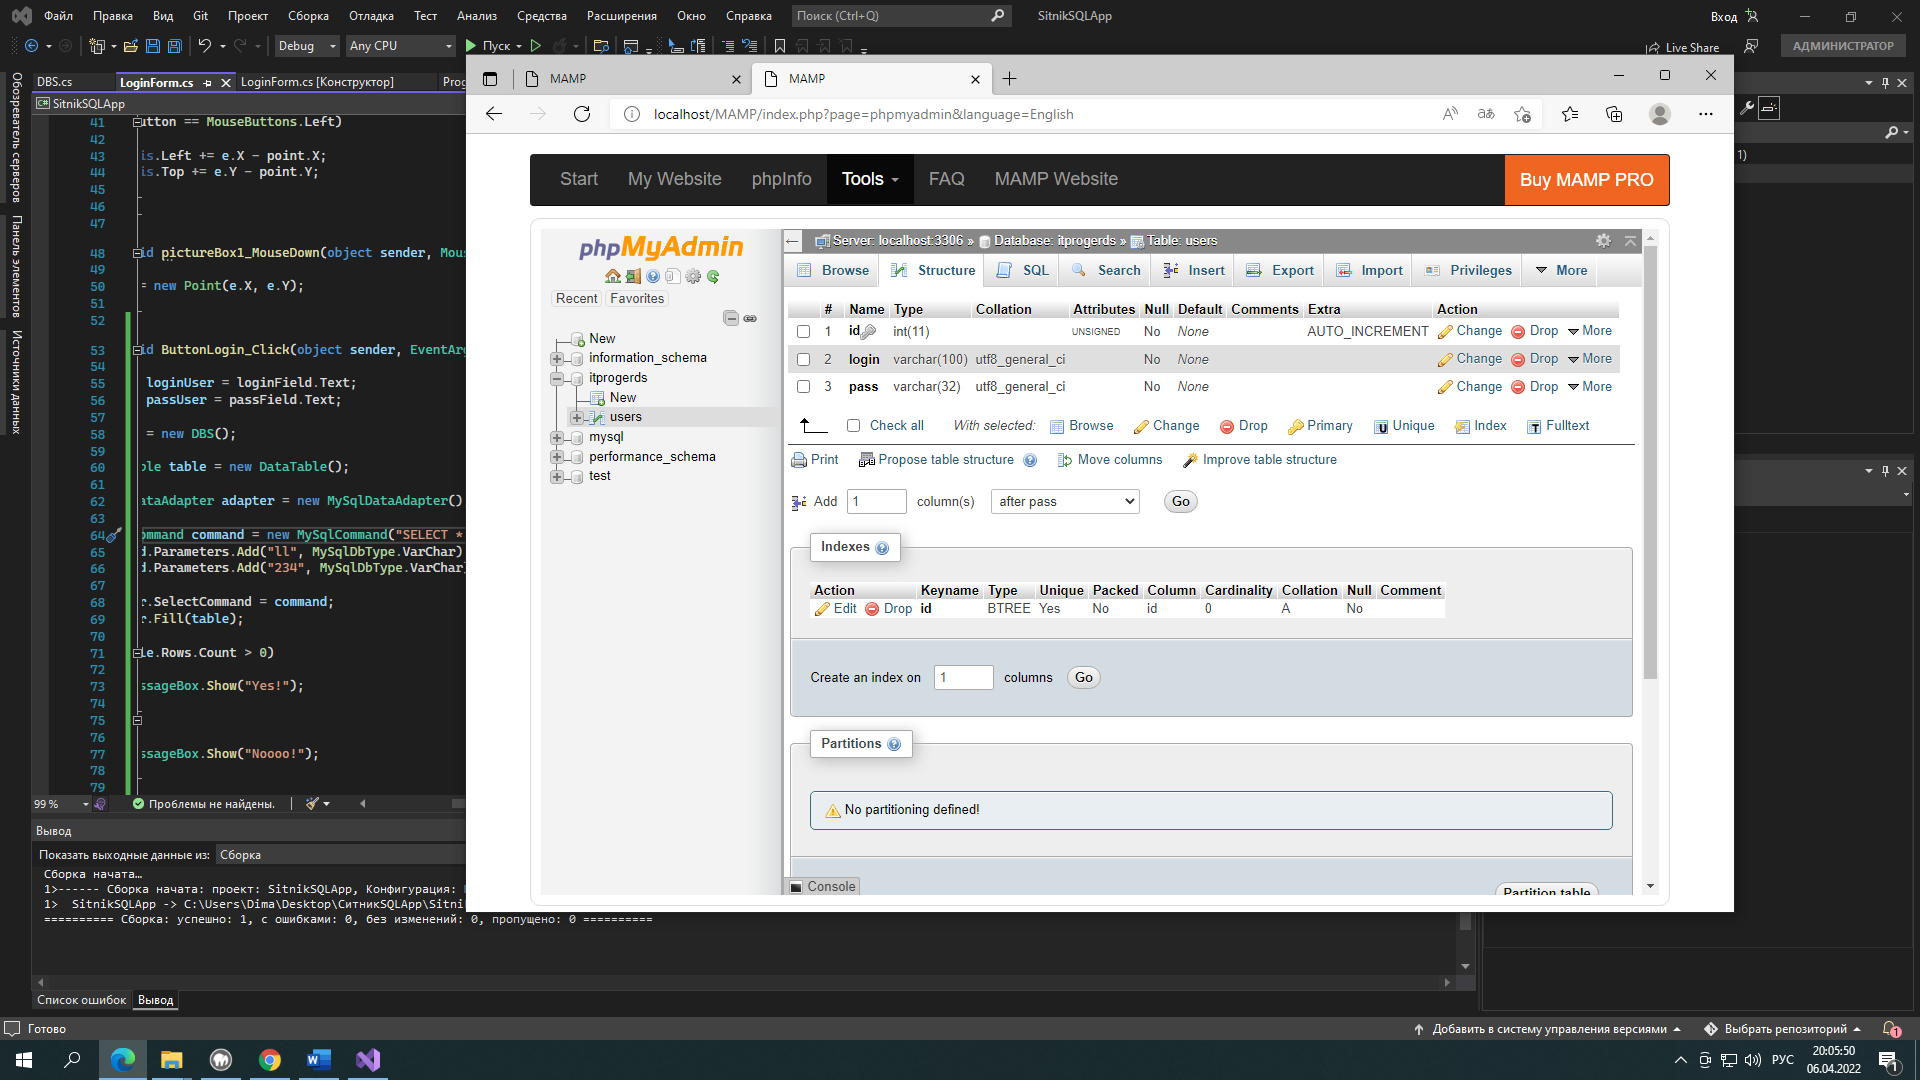 Файл Правка Вид Git Проект Сборка Отладка Тест Анализ Средства Расширения Окно Справка Поиск (Ctrl+Q) SitnikSQLApp Вход
Debug Any CPU Пуск Live Share АДМИНИСТРАТОР
DBS.cs LoginForm.cs LoginForm.cs [Конструктор] Prog
SitnikSQLApp
Обозреватель серверов
Панель элементов
Источники данных
41 utton == MouseButtons.Left)
42
43 is.Left += e.X - point.X;
44 is.Top += e.Y - point.Y;
45
46
47
48 id pictureBox1_MouseDown(object sender, Mous
49
50 = new Point(e.X, e.Y);
51
52
53 id ButtonLogin_Click(object sender, EventArg
54
55 loginUser = loginField.Text;
56 passUser = passField.Text;
57
58 = new DBS();
59
60 ble table = new DataTable();
61
62 ataAdapter adapter = new MySqlDataAdapter()
63
64 ommand command = new MySqlCommand("SELECT *
65 d.Parameters.Add("ll", MySqlDbType.VarChar)
66 d.Parameters.Add("234", MySqlDbType.VarChar)
67
68 r.SelectCommand = command;
69 r.Fill(table);
70
71 le.Rows.Count > 0)
72
73 ssageBox.Show("Yes!");
74
75
76
77 ssageBox.Show("Noooo!");
78
79
99 % Проблемы не найдены.
Вывод
Показать выходные данные из: Сборка
Сборка начата…
1>------ Сборка начата: проект: SitnikSQLApp, Конфигурация:
1> SitnikSQLApp -> C:\Users\Dima\Desktop\СитникSQLApp\Sitni
========== Сборка: успешно: 1, с ошибками: 0, без изменений: 0, пропущено: 0 ==========
Список ошибок Вывод
Готово Добавить в систему управления версиями Выбрать репозиторий 1
MAMP MAMP
localhost/MAMP/index.php?page=phpmyadmin&language=English
Start My Website phpInfo Tools FAQ MAMP Website Buy MAMP PRO
phpMyAdmin
Recent Favorites
New
information_schema
itprogerds
New
users
mysql
performance_schema
test
Server: localhost:3306 » Database: itprogerds » Table: users
Browse Structure SQL Search Insert Export Import Privileges More
# Name Type Collation Attributes Null Default Comments Extra Action
1 id int(11) UNSIGNED No None AUTO_INCREMENT Change Drop More
2 login varchar(100) utf8_general_ci No None Change Drop More
3 pass varchar(32) utf8_general_ci No None Change Drop More
Check all With selected: Browse Change Drop Primary Unique Index Fulltext
Print Propose table structure Move columns Improve table structure
Add 1 column(s) after pass Go
Indexes
Action Keyname Type Unique Packed Column Cardinality Collation Null Comment
Edit Drop id BTREE Yes No id 0 A No
Create an index on 1 columns Go
Partitions
No partitioning defined!
Partition table
Console
1)
РУС 20:05:50
06.04.2022 1